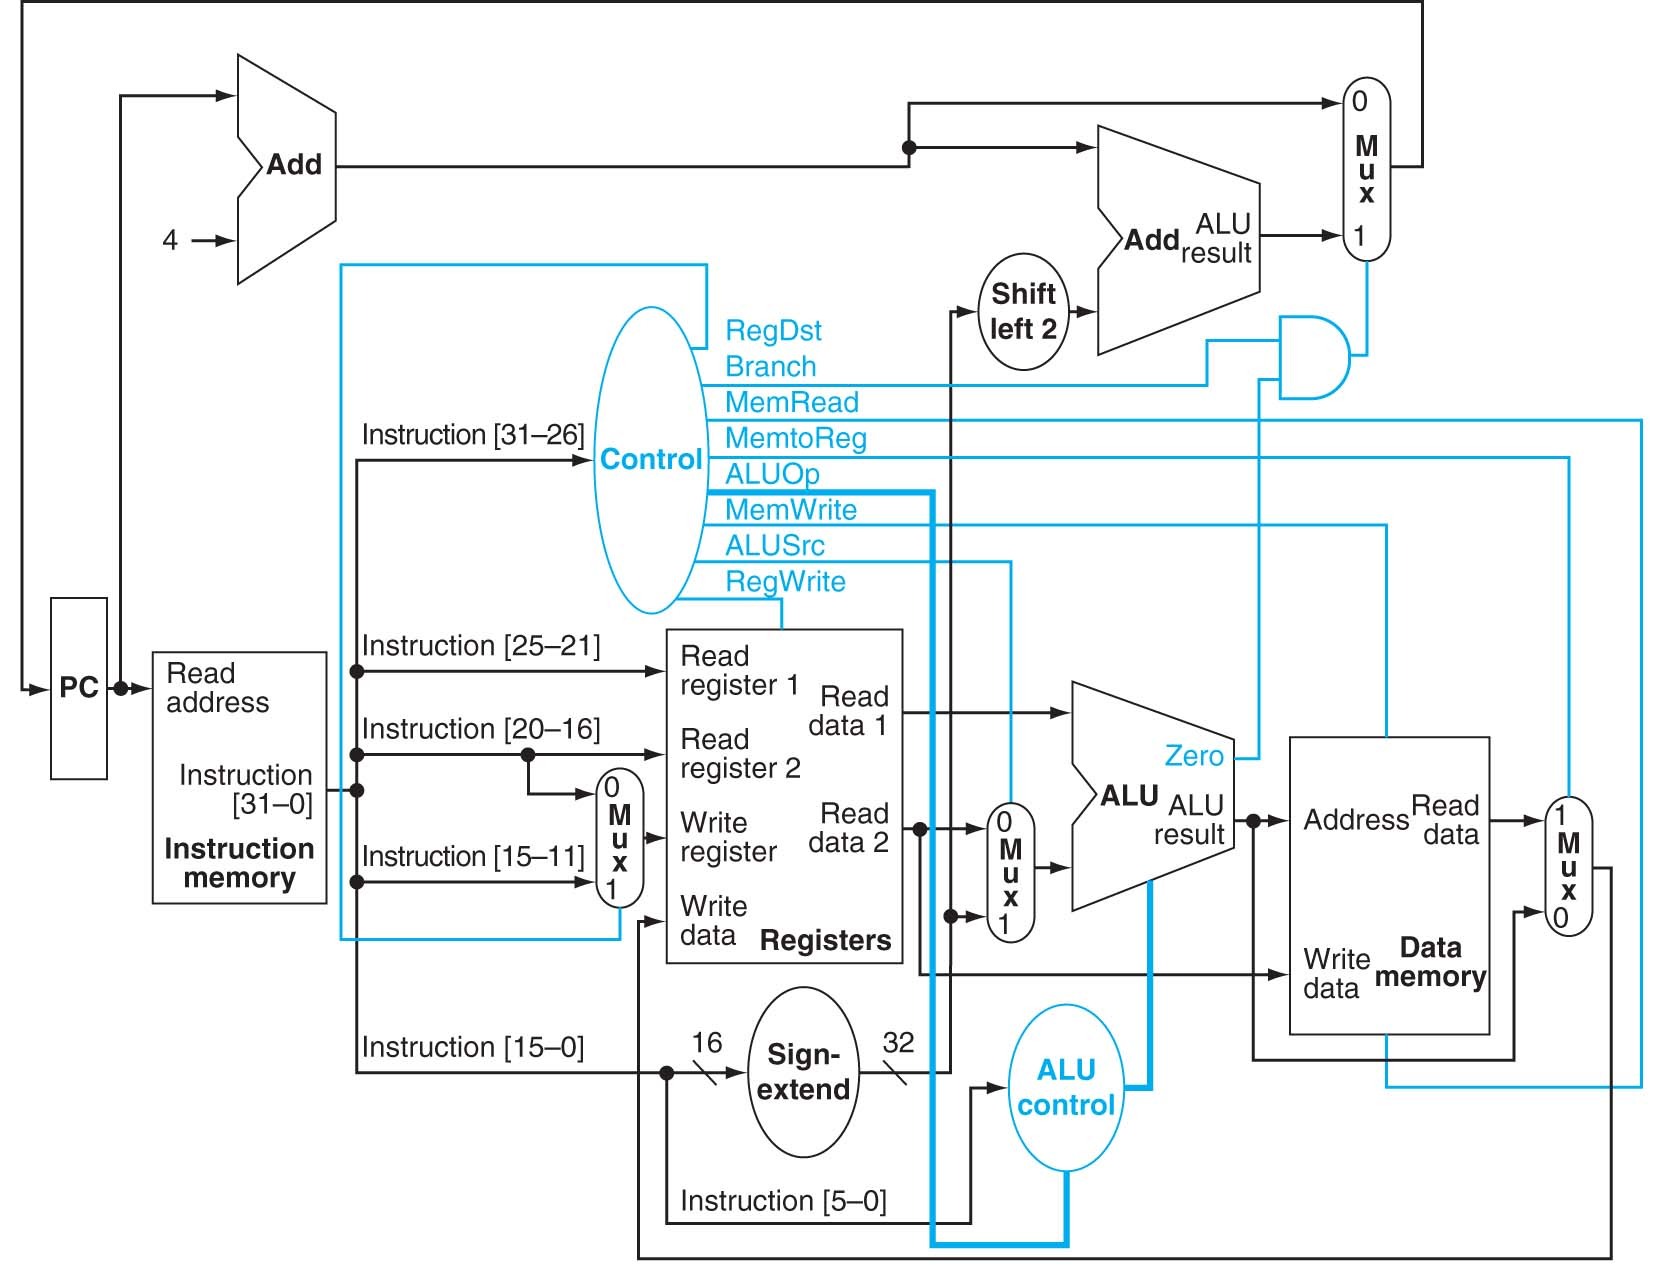 0
M
u
x
1
Add
ALU
Add result
4
Shift
left 2
RegDst
Branch
MemRead
Instruction [31–26]
MemtoReg
Control
ALUOp
MemWrite
ALUSrc
RegWrite
PC
Read
address
Instruction
[31–0]
Instruction
memory
Instruction [25–21]
Instruction [20–16]
Instruction [15–11]
0
M
u
x
1
Read
register 1
Read
data 1
Read
register 2
Write
register
Read
data 2
Write
data
Registers
0
M
u
x
1
Zero
ALU
ALU
result
Address
Read
data
Write
data
Data
memory
1
M
u
x
0
Instruction [15–0]
16
Sign-
extend
32
ALU
control
Instruction [5–0]